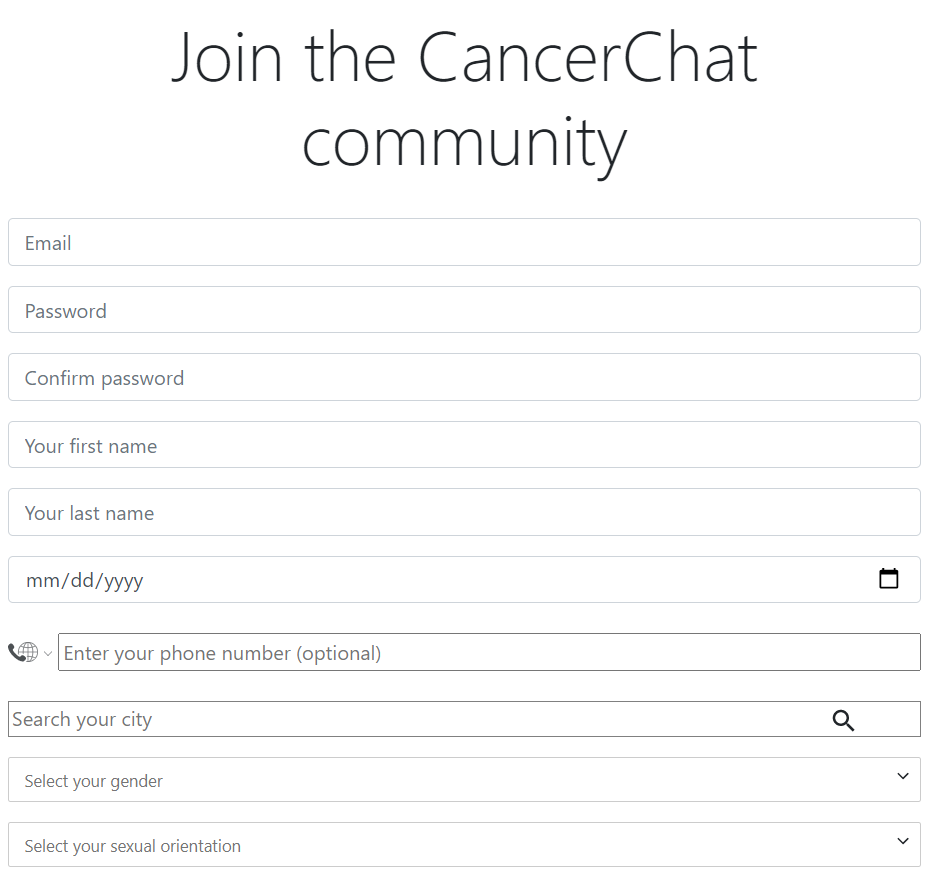 Join the CancerChat
community
Email
Password
Confirm password
Your first name
Your last name
mm/dd/yyyy
Enter your phone number (optional)
Search your city
Select your gender
Select your sexual orientation